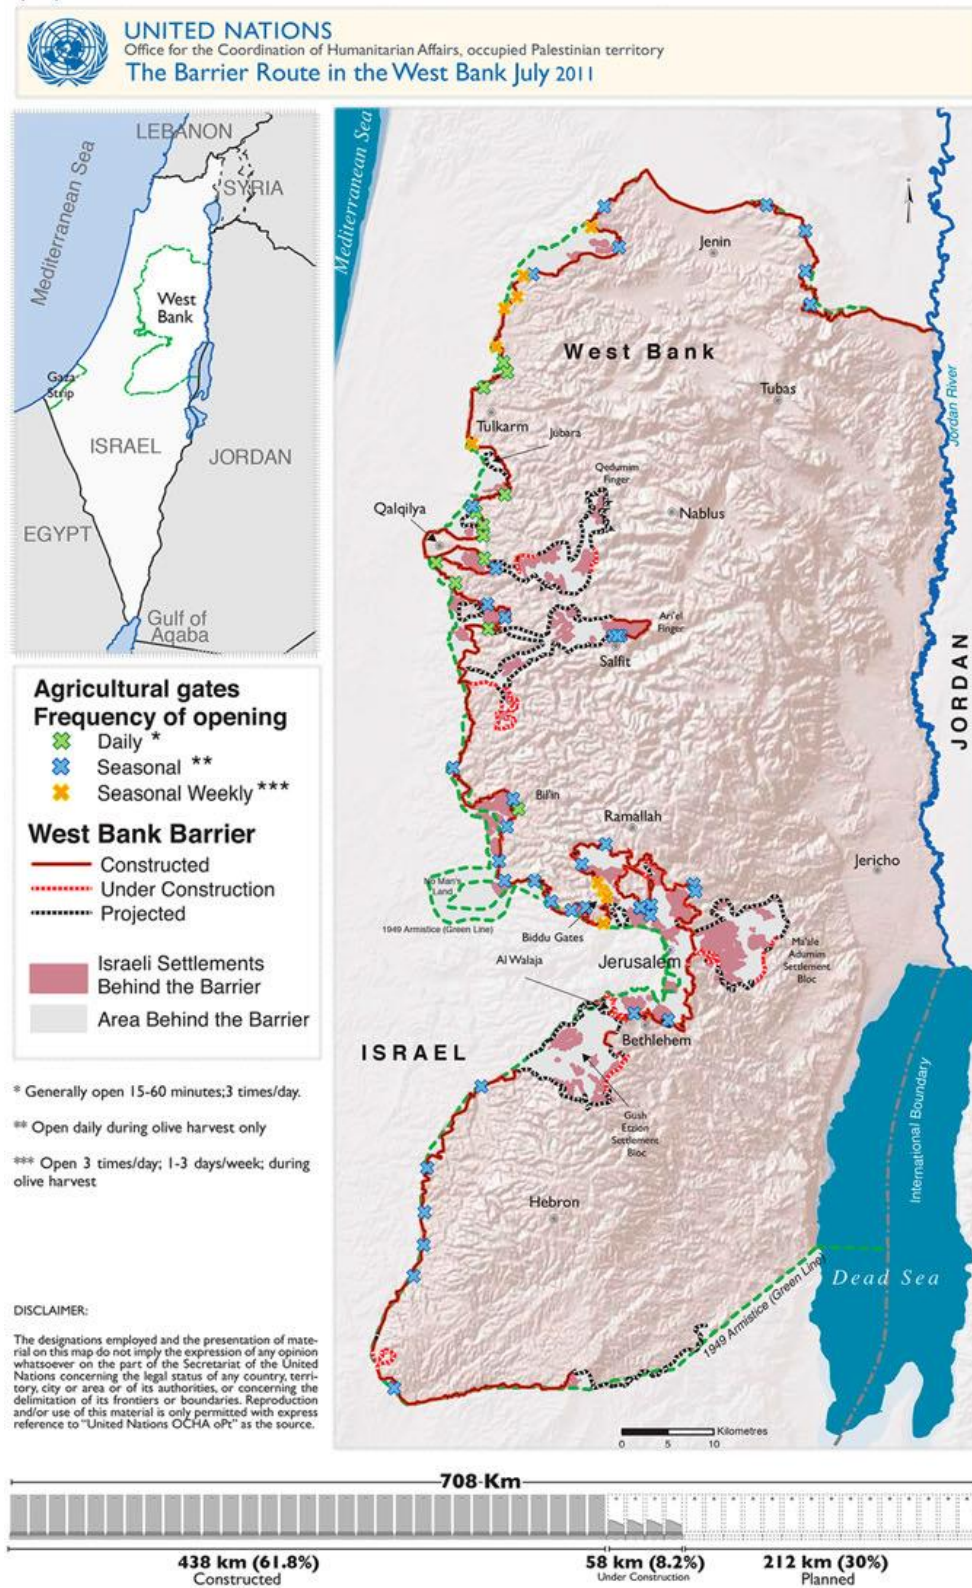 UNITED NATIONS
Office for the Coordination of Humanitarian Affairs, occupied Palestinian territory
The Barrier Route in the West Bank July 2011
LEBANON
SYRIA
Mediterranean Sea
West
Bank
Gaza
Strip
ISRAEL
JORDAN
EGYPT
Gulf of
Aqaba
Agricultural gates
Frequency of opening
Daily *
Seasonal **
Seasonal Weekly ***
West Bank Barrier
Constructed
Under Construction
Projected
Israeli Settlements
Behind the Barrier
Area Behind the Barrier
* Generally open 15-60 minutes;3 times/day.
** Open daily during olive harvest only
*** Open 3 times/day; 1-3 days/week; during
olive harvest
DISCLAIMER:
The designations employed and the presentation of mate-
rial on this map do not imply the expression of any opinion
whatsoever on the part of the Secretariat of the United
Nations concerning the legal status of any country, terri-
tory, city or area or of its authorities, or concerning the
delimitation of its frontiers or boundaries. Reproduction
and/or use of this material is only permitted with express
reference to "United Nations OCHA oPt" as the source.
Mediterranean Sea
Jenin
West Bank
Tubas
Jordan River
Tulkarm
Jubara
Qedumim
Finger
Qalqilya
Nablus
Ari'el
Finger
Salfit
JORDAN
Bil'in
Ramallah
Jericho
No Man's
Land
1949 Armistice (Green Line)
Biddu Gates
Al Walaja
Jerusalem
Ma'ale
Adumim
Settlement
Bloc
Bethlehem
ISRAEL
Gush
Etzion
Settlement
Bloc
International Boundary
Hebron
Dead Sea
1949 Armistice (Green Line)
Kilometres
0 5 10
708 Km
438 km (61.8%)
Constructed
58 km (8.2%)
Under Construction
212 km (30%)
Planned